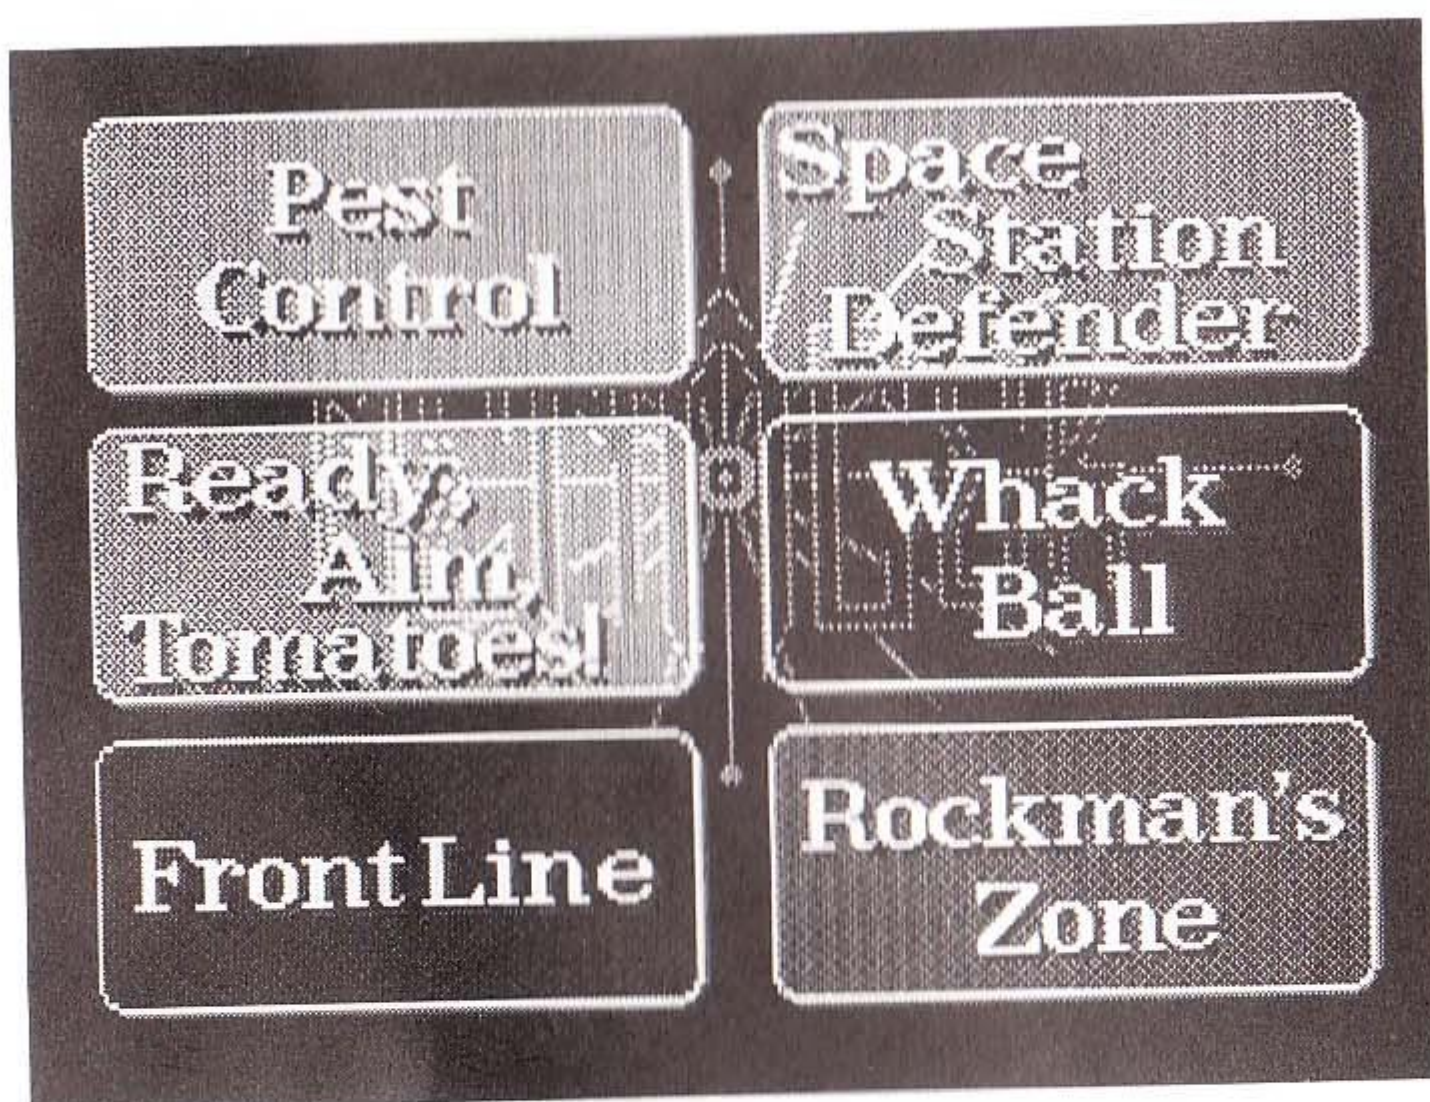 Pest
Control
Space
Station
Defender
Ready,
Aim,
Tomatoes!
Whack
Ball
Front Line
Rockman's
Zone